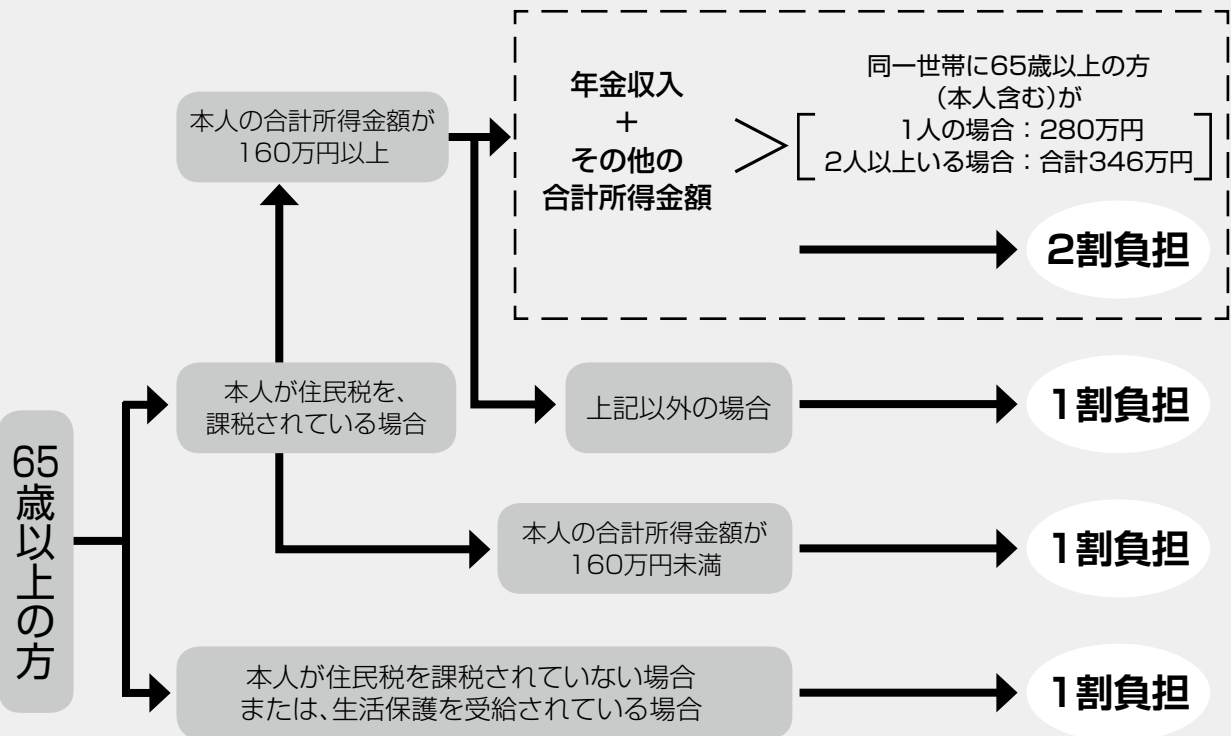 65歳以上の方
本人が住民税を、
課税されている場合
本人の合計所得金額が
160万円以上
年金収入
+
その他の
合計所得金額
＞
同一世帯に65歳以上の方
(本人含む)が
1人の場合：280万円
2人以上いる場合：合計346万円
2割負担
上記以外の場合
1割負担
本人の合計所得金額が
160万円未満
1割負担
本人が住民税を課税されていない場合
または、生活保護を受給されている場合
1割負担